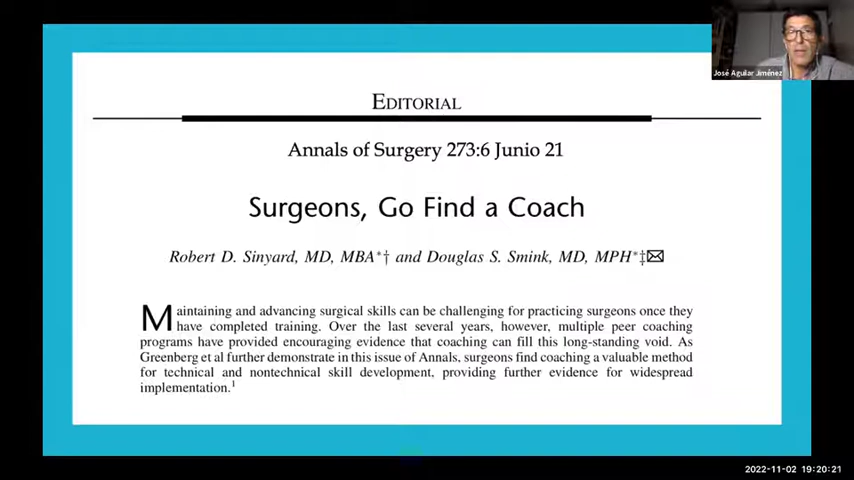 José Aguilar Jiménez
EDITORIAL
Annals of Surgery 273:6 Junio 21
Surgeons, Go Find a Coach
Robert D. Sinyard, MD, MBA*† and Douglas S. Smink, MD, MPH*‡✉
Maintaining and advancing surgical skills can be challenging for practicing surgeons once they
have completed training. Over the last several years, however, multiple peer coaching
programs have provided encouraging evidence that coaching can fill this long-standing void. As
Greenberg et al further demonstrate in this issue of Annals, surgeons find coaching a valuable method
for technical and nontechnical skill development, providing further evidence for widespread
implementation.1
2022-11-02 19:20:21